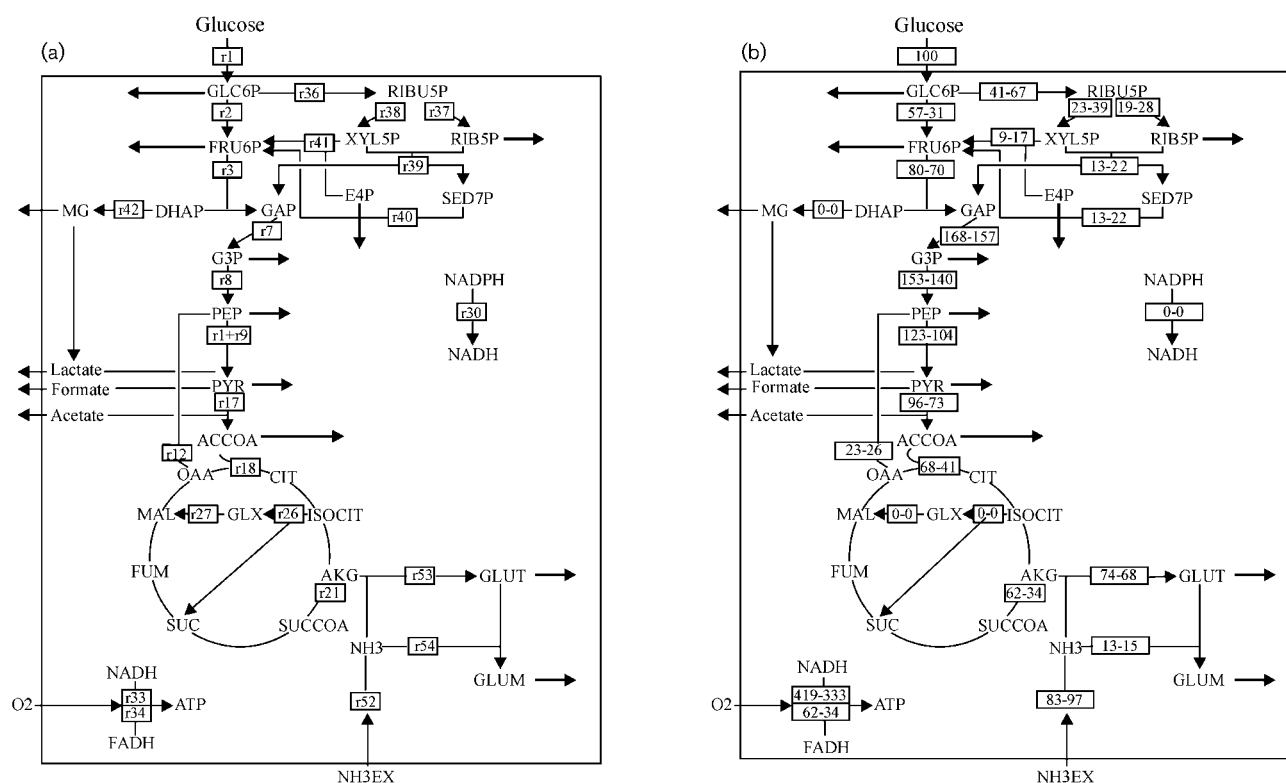 (a)
Glucose
r1
GLC6P
r36
RIBU5P
r2
r38
r37
FRU6P
r41
XYL5P
RIB5P
r3
r39
MG
r42
DHAP
GAP
E4P
SED7P
r40
r7
G3P
r8
NADPH
r30
NADH
PEP
r1+r9
Lactate
Formate
PYR
r17
Acetate
ACCOA
r12
OAA
r18
CIT
MAL
r27
GLX
r26
ISOCIT
FUM
AKG
r21
r53
GLUT
SUC
SUCCOA
NH3
r54
GLUM
NADH
O2
r33
r34
ATP
FADH
r52
NH3EX
(b)
Glucose
100
GLC6P
41-67
RIBU5P
57-31
23-39
19-28
FRU6P
9-17
XYL5P
RIB5P
80-70
13-22
MG
0-0
DHAP
GAP
E4P
SED7P
13-22
168-157
G3P
153-140
NADPH
0-0
NADH
PEP
123-104
Lactate
Formate
PYR
96-73
Acetate
ACCOA
23-26
OAA
68-41
CIT
MAL
0-0
GLX
0-0
ISOCIT
FUM
AKG
62-34
74-68
GLUT
SUC
SUCCOA
NH3
13-15
GLUM
NADH
O2
419-333
62-34
ATP
FADH
83-97
NH3EX